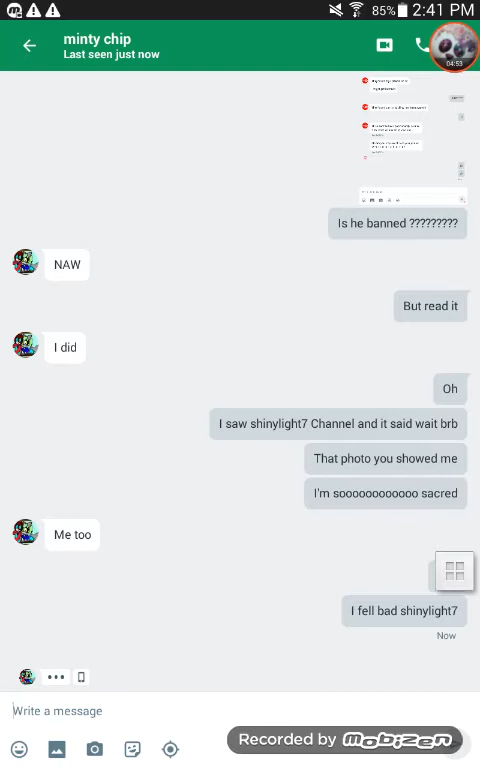 85% 2:41 PM
minty chip
Last seen just now
04:53
Is he banned ?????????
NAW
But read it
I did
Oh
I saw shinylight7 Channel and it said wait brb
That photo you showed me
I'm soooooooooooo sacred
Me too
I fell bad shinylight7
Now
Write a message
Recorded by mobizen